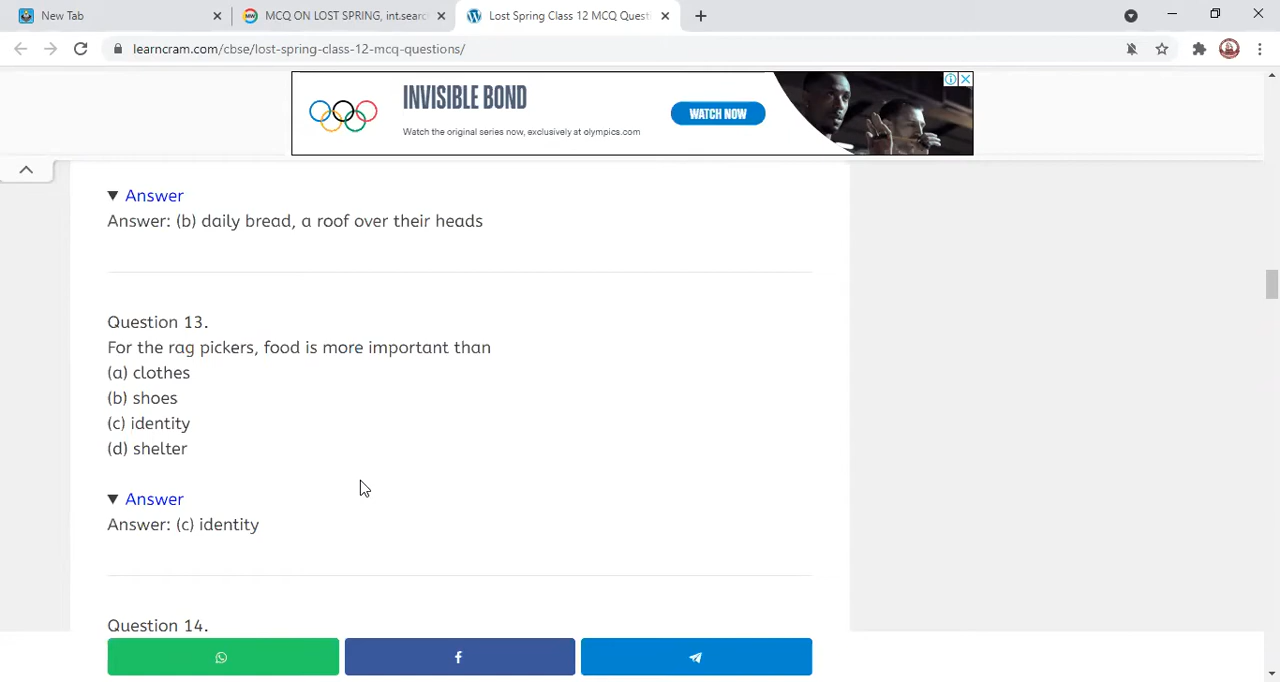 New Tab
MCQ ON LOST SPRING, int.searc
Lost Spring Class 12 MCQ Quest
learncram.com/cbse/lost-spring-class-12-mcq-questions/
INVISIBLE BOND
Watch the original series now, exclusively at olympics.com
WATCH NOW
Answer
Answer: (b) daily bread, a roof over their heads
Question 13.
For the rag pickers, food is more important than
(a) clothes
(b) shoes
(c) identity
(d) shelter
Answer
Answer: (c) identity
Question 14.